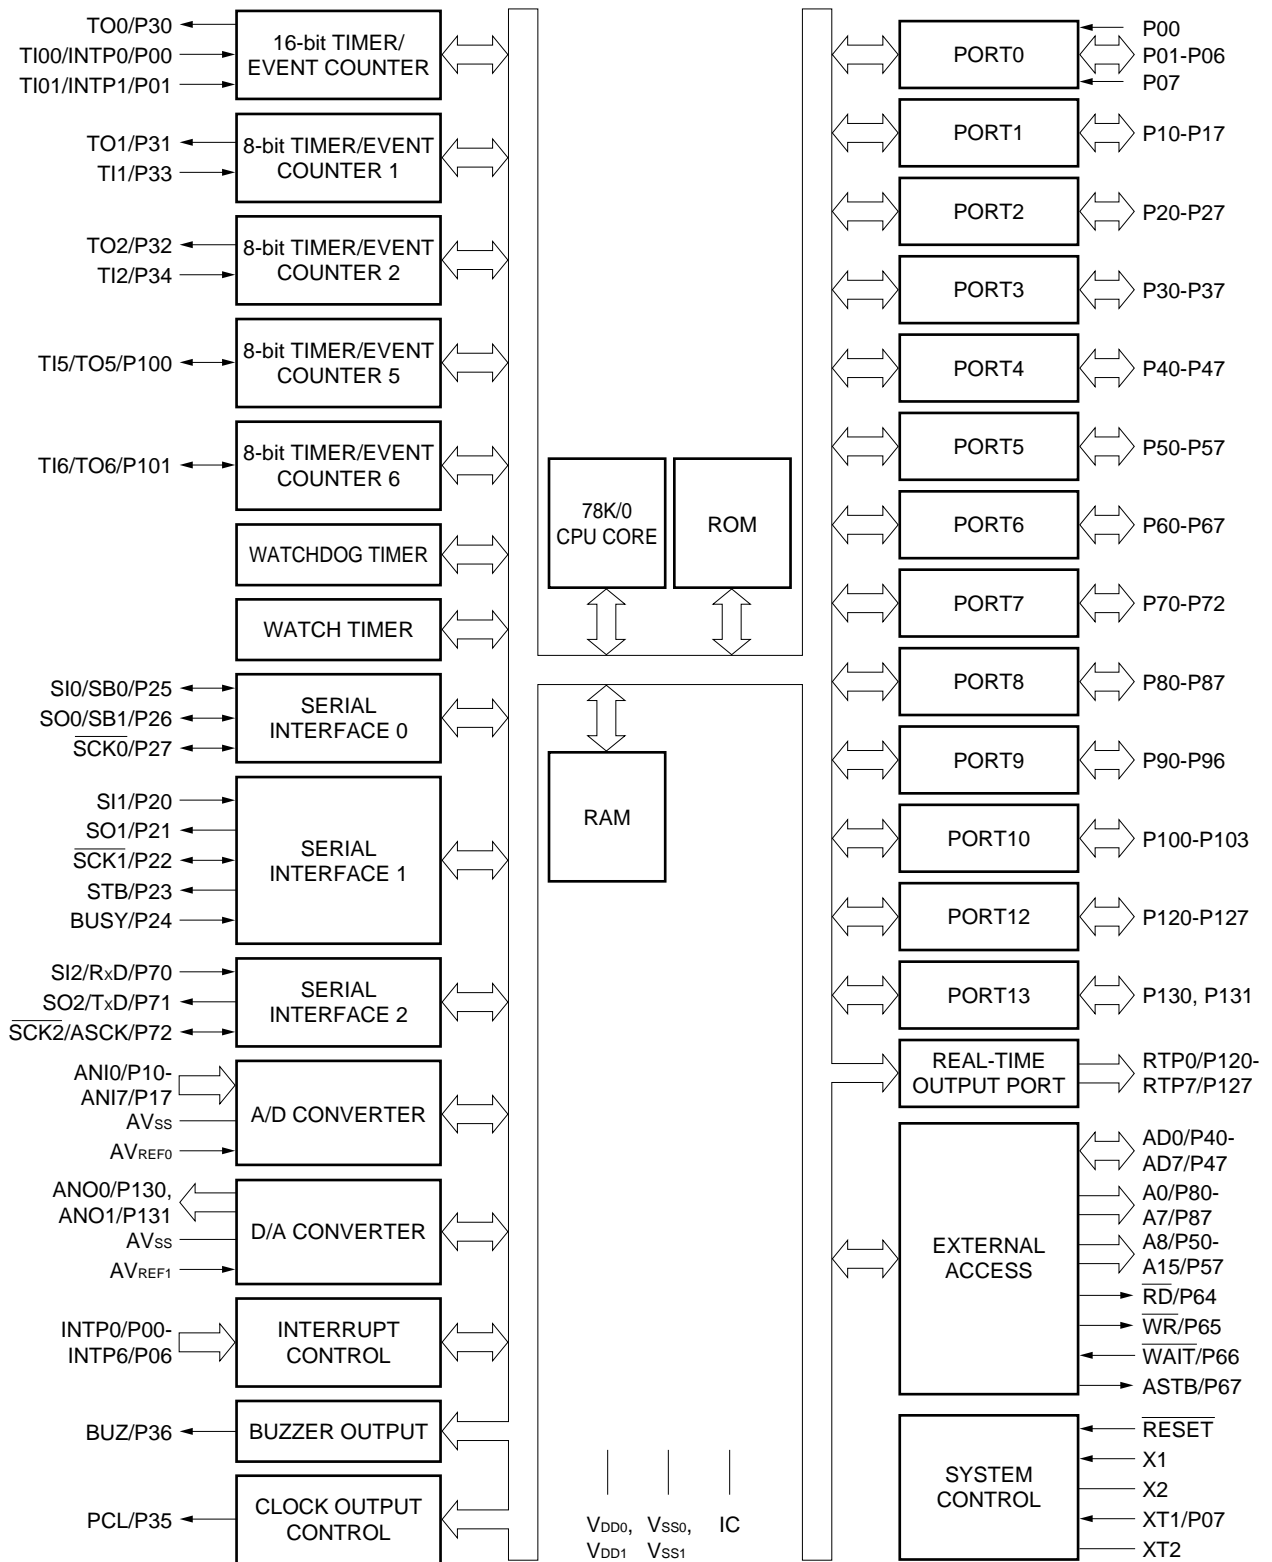 TO0/P30
TI00/INTP0/P00
TI01/INTP1/P01
16-bit TIMER/
EVENT COUNTER
TO1/P31
TI1/P33
8-bit TIMER/EVENT
COUNTER 1
TO2/P32
TI2/P34
8-bit TIMER/EVENT
COUNTER 2
TI5/TO5/P100
8-bit TIMER/EVENT
COUNTER 5
TI6/TO6/P101
8-bit TIMER/EVENT
COUNTER 6
WATCHDOG TIMER
WATCH TIMER
SI0/SB0/P25
SO0/SB1/P26
SCK0/P27
SERIAL
INTERFACE 0
SI1/P20
SO1/P21
SCK1/P22
STB/P23
BUSY/P24
SERIAL
INTERFACE 1
SI2/RxD/P70
SO2/TxD/P71
SCK2/ASCK/P72
SERIAL
INTERFACE 2
ANI0/P10-
ANI7/P17
AVSS
AVREF0
A/D CONVERTER
ANO0/P130,
ANO1/P131
AVSS
AVREF1
D/A CONVERTER
INTP0/P00-
INTP6/P06
INTERRUPT
CONTROL
BUZ/P36
BUZZER OUTPUT
PCL/P35
CLOCK OUTPUT
CONTROL
78K/0
CPU CORE
ROM
RAM
VDD0,
VDD1
VSS0,
VSS1
IC
PORT0
P00
P01-P06
P07
PORT1
P10-P17
PORT2
P20-P27
PORT3
P30-P37
PORT4
P40-P47
PORT5
P50-P57
PORT6
P60-P67
PORT7
P70-P72
PORT8
P80-P87
PORT9
P90-P96
PORT10
P100-P103
PORT12
P120-P127
PORT13
P130, P131
REAL-TIME
OUTPUT PORT
RTP0/P120-
RTP7/P127
EXTERNAL
ACCESS
AD0/P40-
AD7/P47
A0/P80-
A7/P87
A8/P50-
A15/P57
RD/P64
WR/P65
WAIT/P66
ASTB/P67
SYSTEM
CONTROL
RESET
X1
X2
XT1/P07
XT2